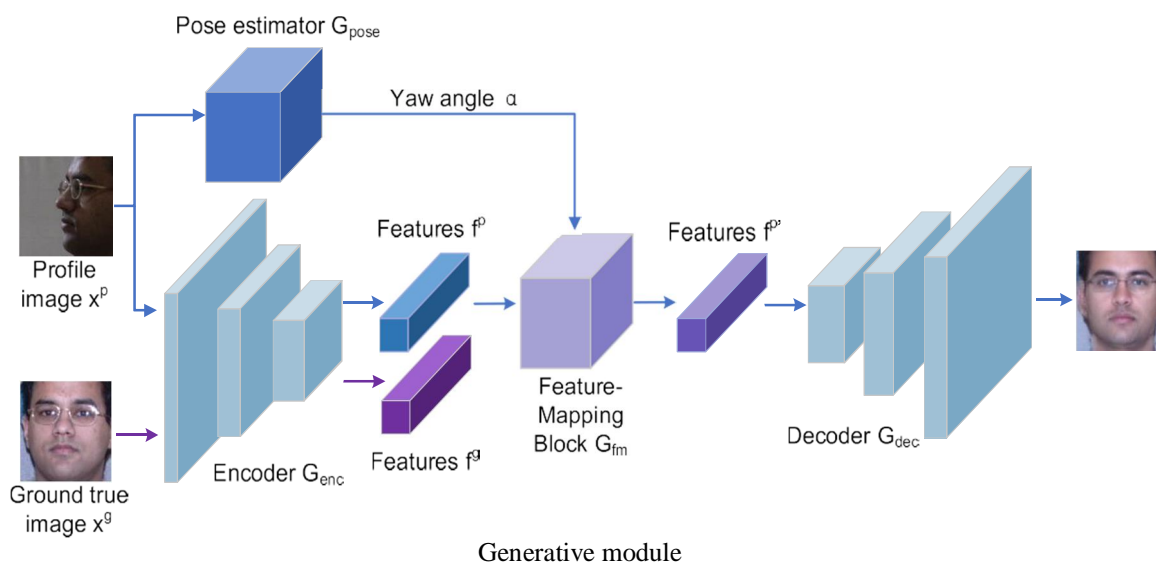 Pose estimator G_pose
Yaw angle α
Profile
image x^p
Features f^p
Features f^p'
Feature-
Mapping
Block G_fm
Decoder G_dec
Encoder G_enc
Features f^g
Ground true
image x^g
Generative module